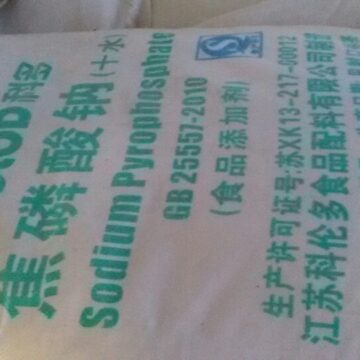 科多
焦磷酸钠(十水)
Sodium Pyrophosphate
GB 25557-2010
(食品添加剂)
生产许可证号:苏XK13-217-00012
江苏科伦多食品配料有限公司